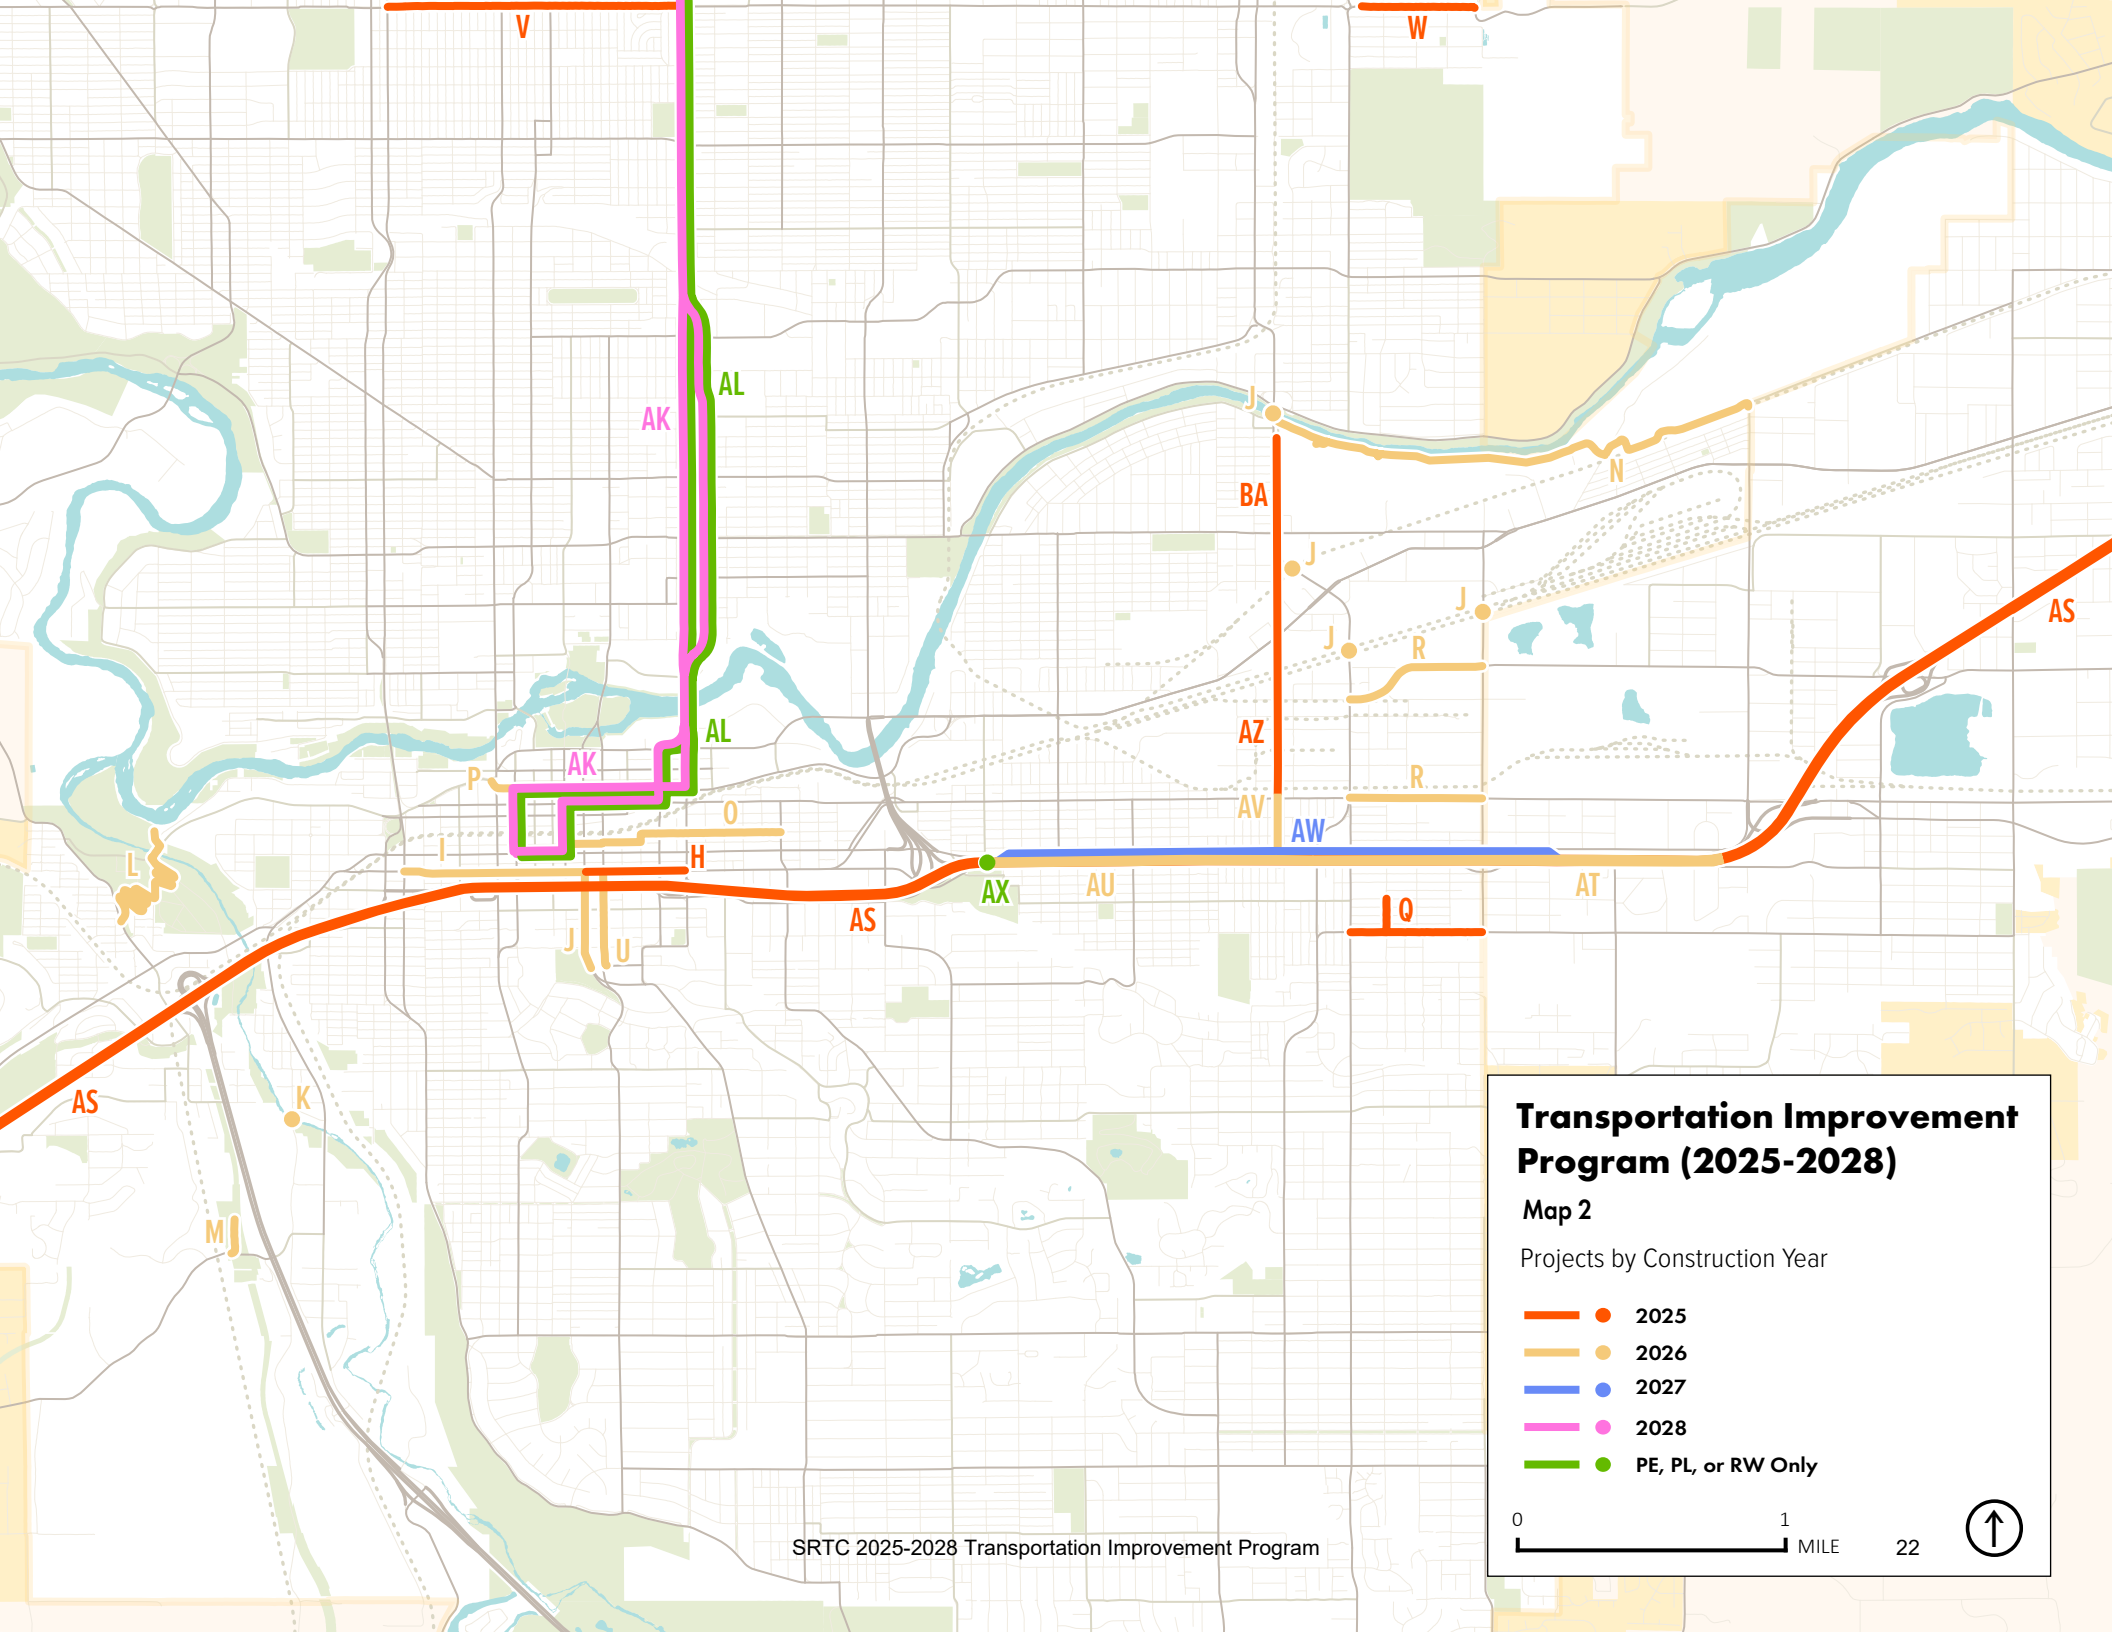 V
W
AL
AK
J
BA
N
J
J
AS
J
R
AZ
AL
AK
P
R
AV
O
AW
I
H
L
AX
AU
AT
Q
AS
J
U
AS
K
M
Transportation Improvement
Program (2025-2028)
Map 2
Projects by Construction Year
2025
2026
2027
2028
PE, PL, or RW Only
0 1
MILE
22
SRTC 2025-2028 Transportation Improvement Program